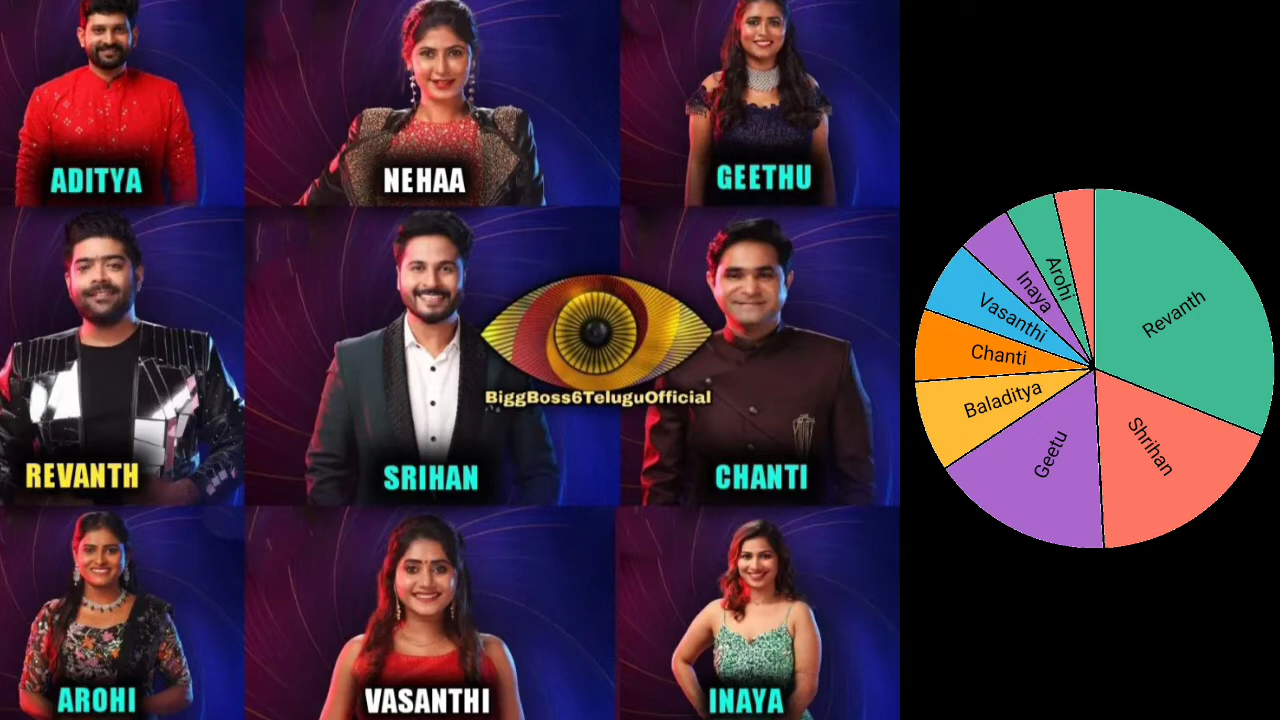 ADITYA
NEHAA
GEETHU
REVANTH
SRIHAN
BiggBoss6TeluguOfficial
CHANTI
AROHI
VASANTHI
INAYA
Revanth
Shrihan
Geetu
Baladitya
Chanti
Vasanthi
Inaya
Arohi